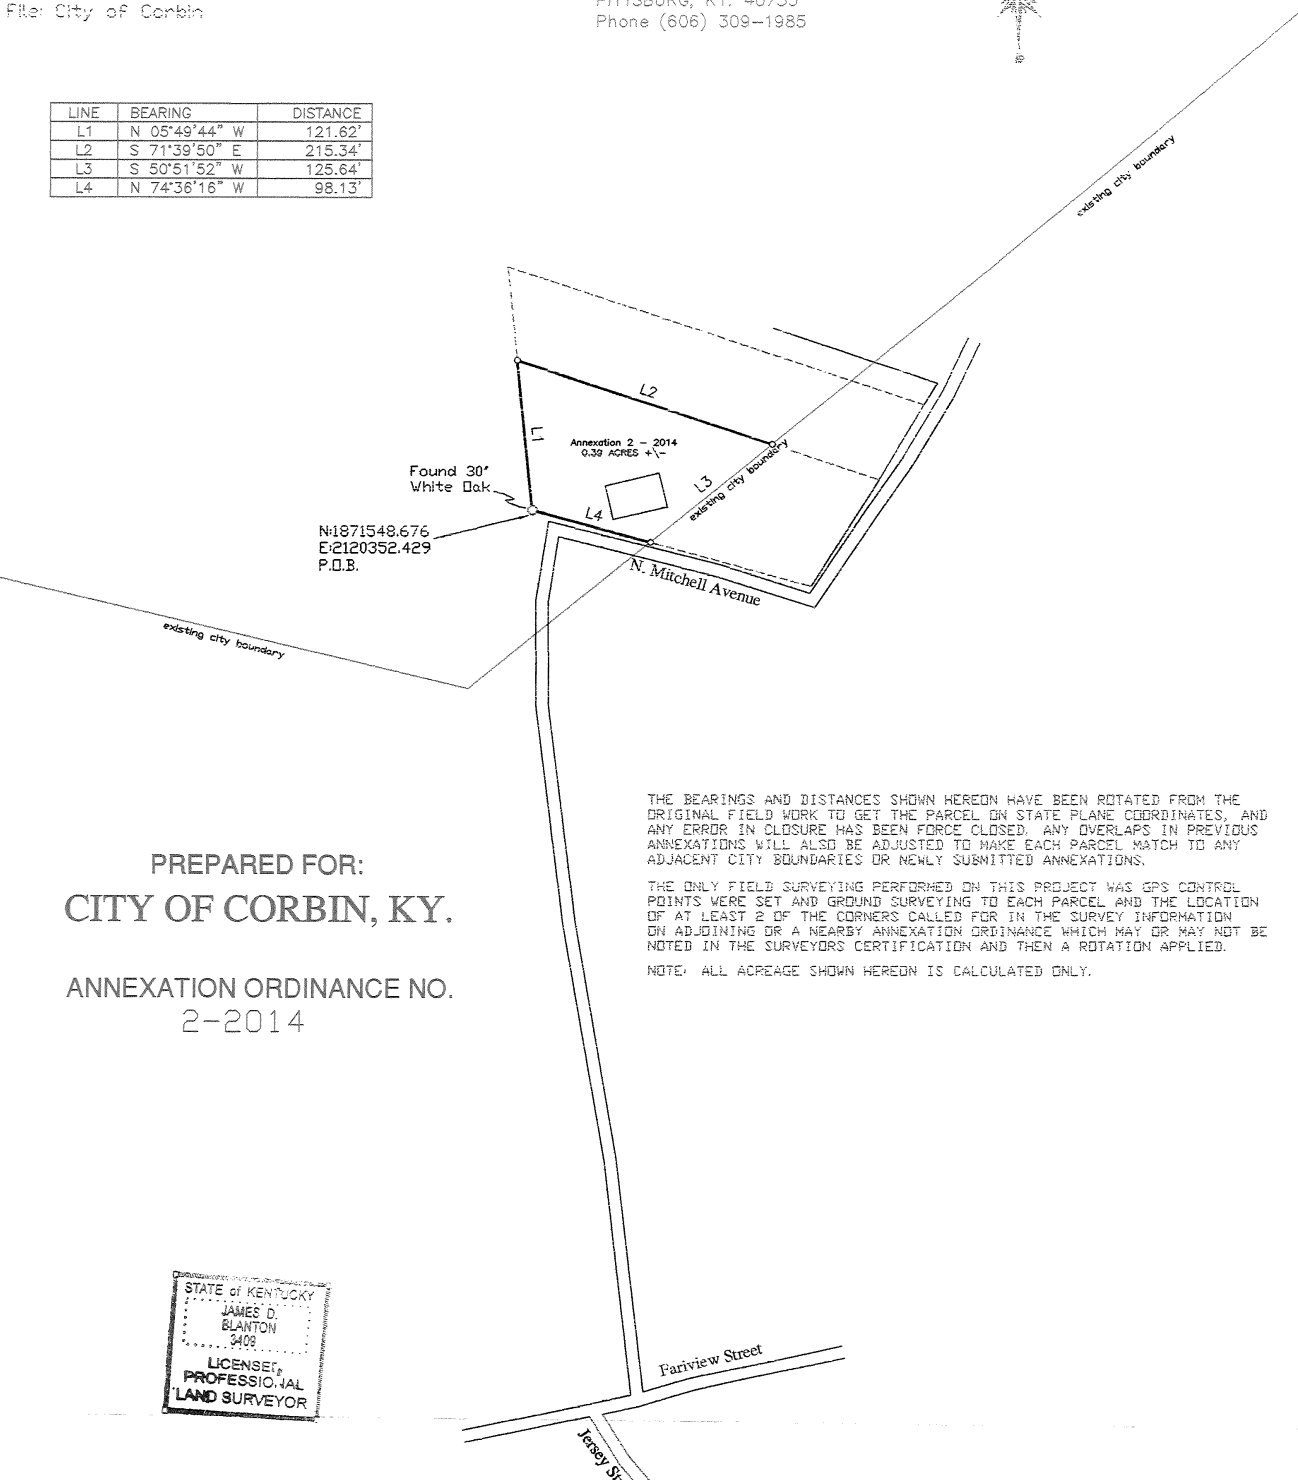 File: City of Corbin
PITTSBURG, KY. 40755
Phone (606) 309-1985
LINE BEARING DISTANCE
L1 N 05°49'44" W 121.62'
L2 S 71°39'50" E 215.34'
L3 S 50°51'52" W 125.64'
L4 N 74°36'16" W 98.13'
existing city boundary
L2
L1
Annexation 2 - 2014
0.39 ACRES +\-
L3
existing city boundary
Found 30"
White Oak
L4
N:1871548.676
E:2120352.429
P.O.B.
N. Mitchell Avenue
existing city boundary
THE BEARINGS AND DISTANCES SHOWN HEREON HAVE BEEN ROTATED FROM THE
ORIGINAL FIELD WORK TO GET THE PARCEL ON STATE PLANE COORDINATES, AND
ANY ERROR IN CLOSURE HAS BEEN FORCE CLOSED. ANY OVERLAPS IN PREVIOUS
ANNEXATIONS WILL ALSO BE ADJUSTED TO MAKE EACH PARCEL MATCH TO ANY
ADJACENT CITY BOUNDARIES OR NEWLY SUBMITTED ANNEXATIONS.
THE ONLY FIELD SURVEYING PERFORMED ON THIS PROJECT WAS GPS CONTROL
POINTS WERE SET AND GROUND SURVEYING TO EACH PARCEL AND THE LOCATION
OF AT LEAST 2 OF THE CORNERS CALLED FOR IN THE SURVEY INFORMATION
ON ADJOINING OR A NEARBY ANNEXATION ORDINANCE WHICH MAY OR MAY NOT BE
NOTED IN THE SURVEYORS CERTIFICATION AND THEN A ROTATION APPLIED.
NOTE: ALL ACREAGE SHOWN HEREON IS CALCULATED ONLY.
PREPARED FOR:
CITY OF CORBIN, KY.
ANNEXATION ORDINANCE NO.
2-2014
STATE of KENTUCKY
JAMES D.
BLANTON
3409
LICENSED
PROFESSIONAL
LAND SURVEYOR
Fariview Street
Jersey St